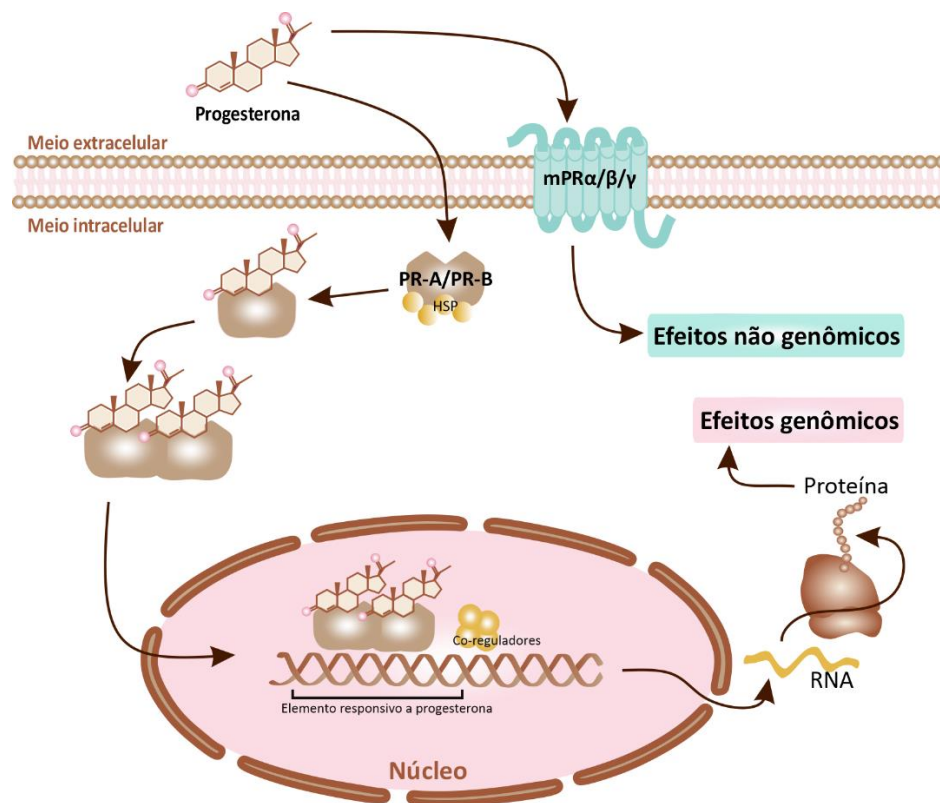 Progesterona
Meio extracelular
mPRα/β/γ
Meio intracelular
PR-A/PR-B
HSP
Efeitos não genômicos
Efeitos genômicos
Proteína
Co-reguladores
RNA
Elemento responsivo a progesterona
Núcleo